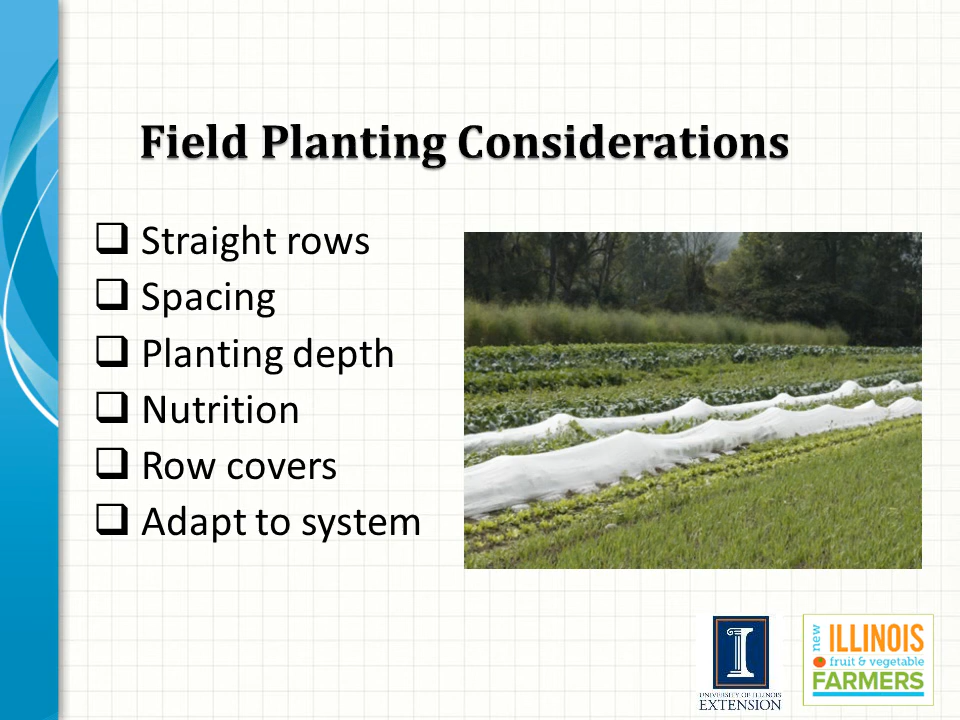 Field Planting Considerations
Straight rows
Spacing
Planting depth
Nutrition
Row covers
Adapt to system
I
UNIVERSITY OF ILLINOIS
EXTENSION
new
ILLINOIS
fruit & vegetable
FARMERS